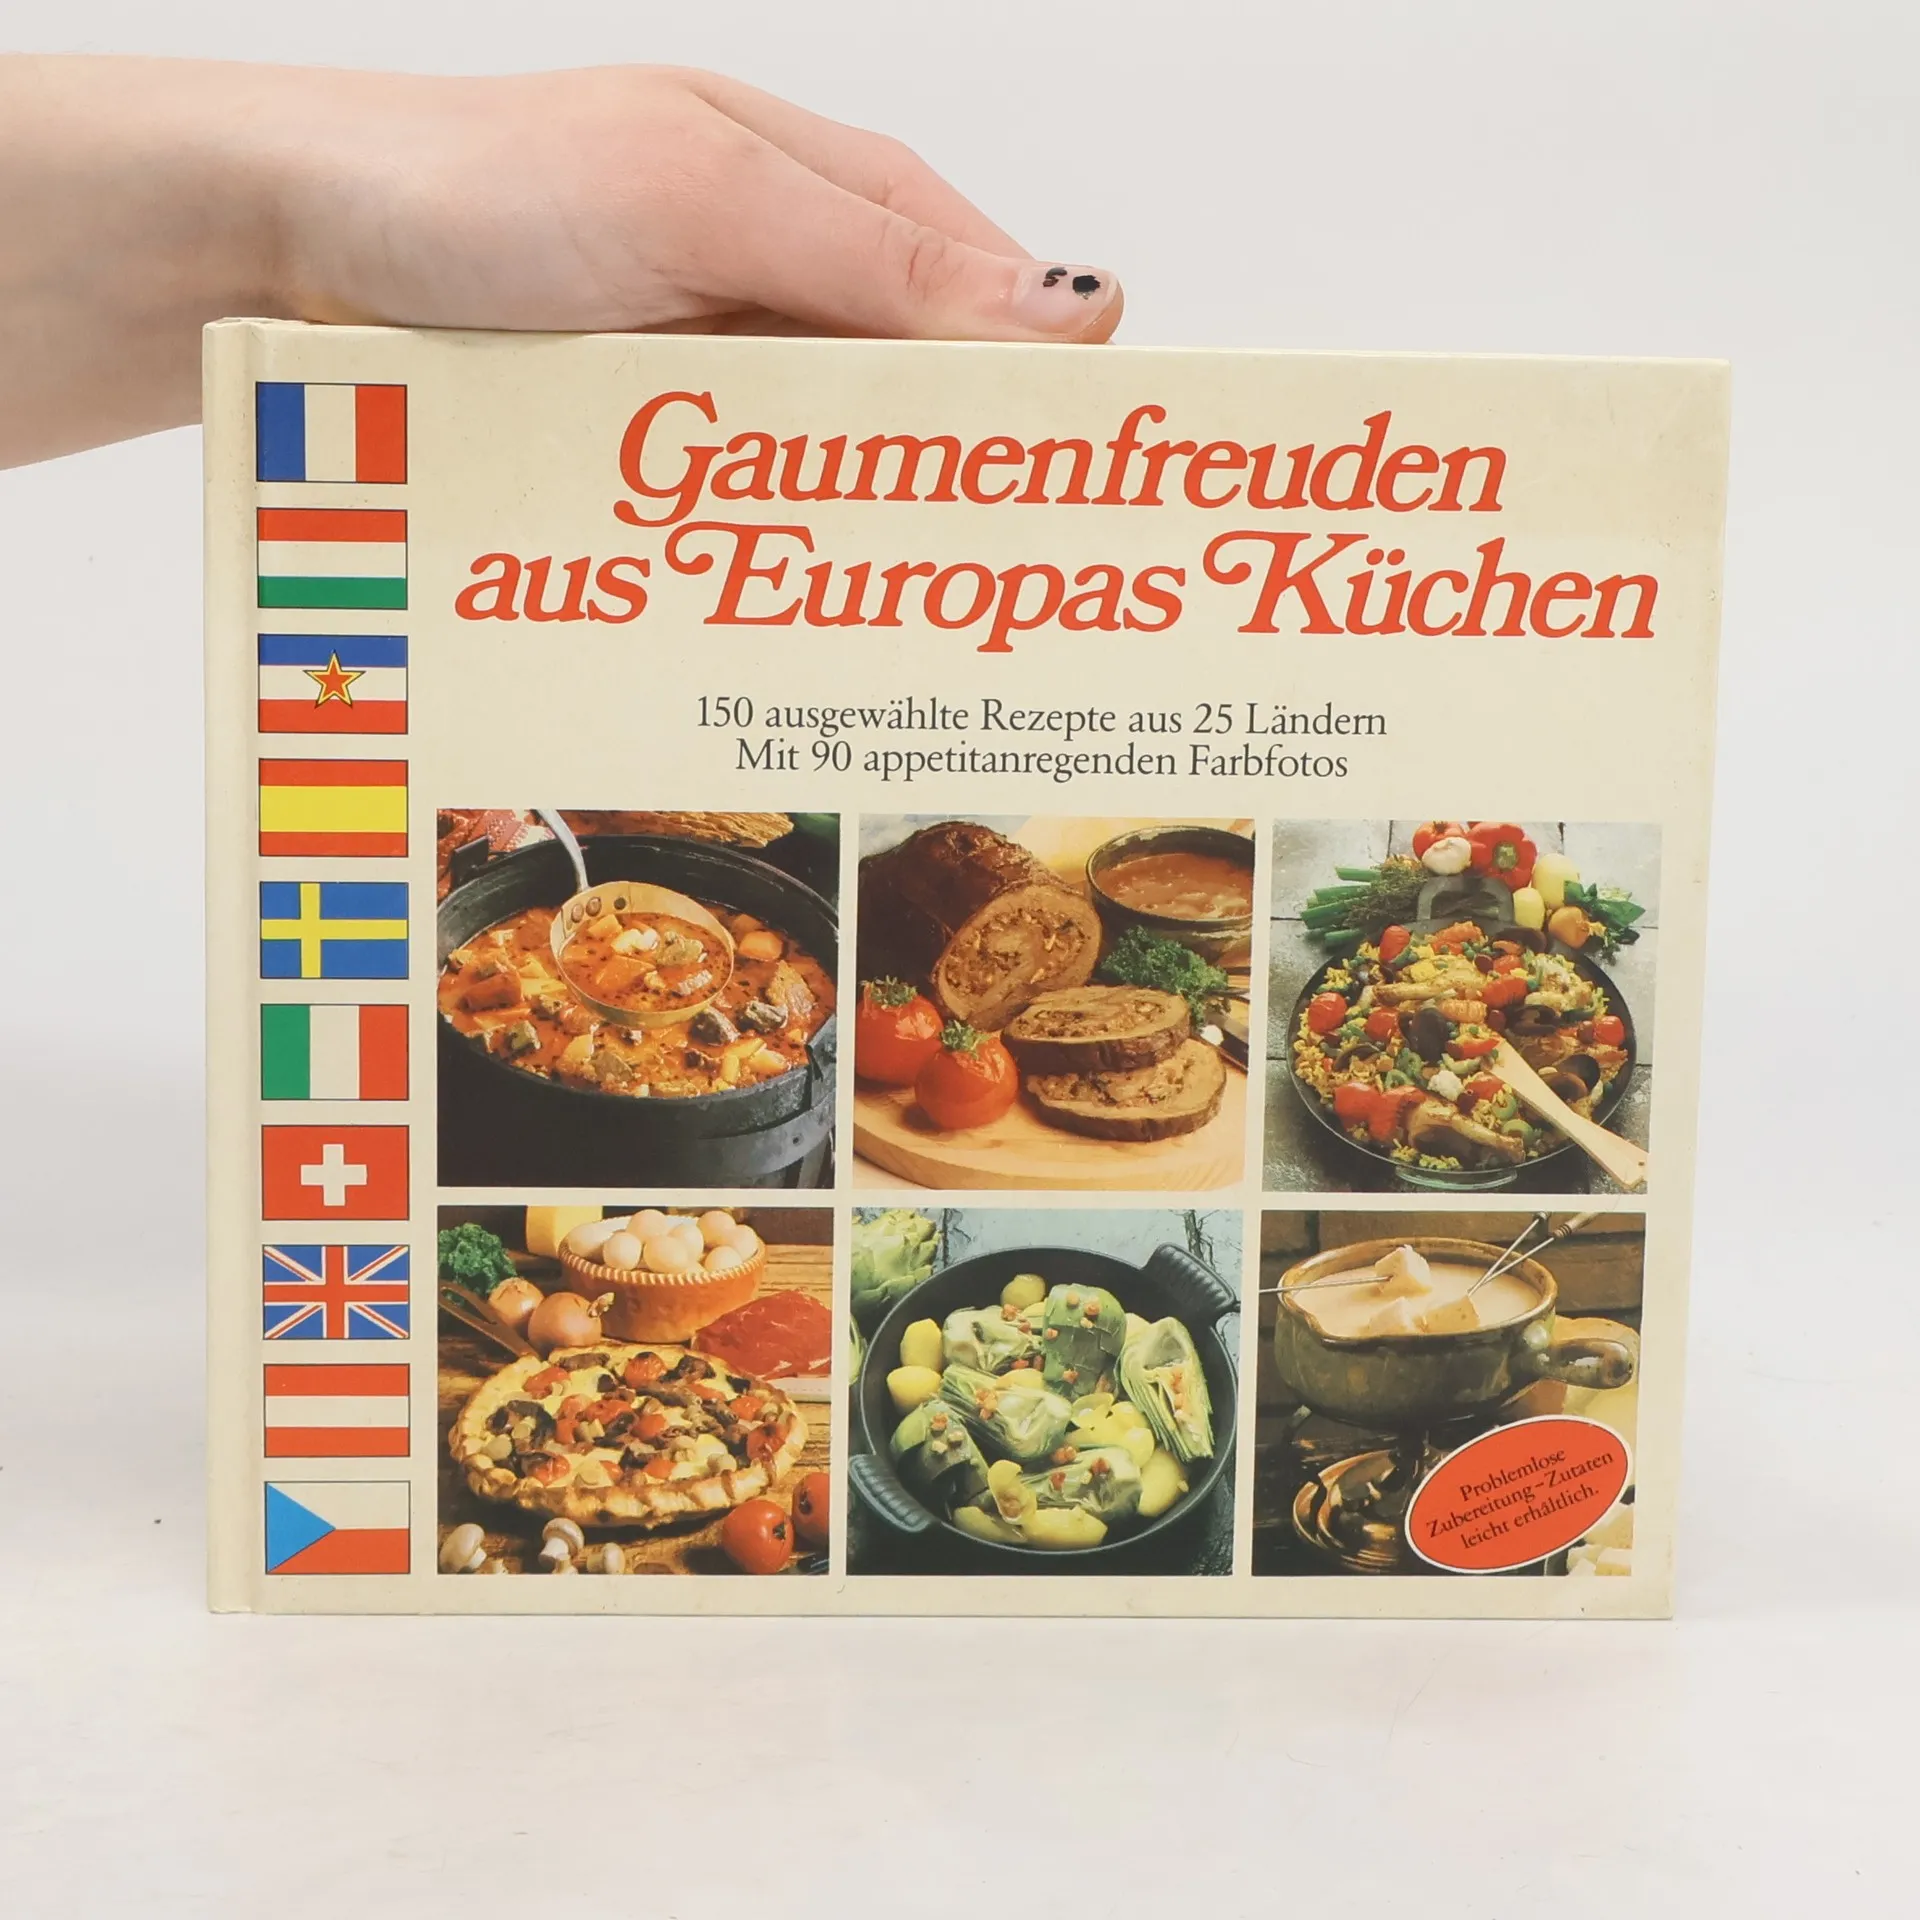 Gaumenfreuden
aus Europas Küchen
150 ausgewählte Rezepte aus 25 Ländern
Mit 90 appetitanregenden Farbfotos
Problemlose
Zubereitung-Zutaten
leicht erhältlich.